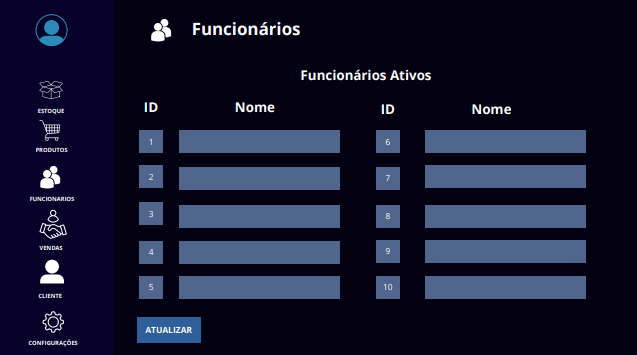 Funcionários
Funcionários Ativos
ESTOQUE
PRODUTOS
FUNCIONARIOS
VENDAS
CLIENTE
CONFIGURAÇÕES
ID Nome
1
2
3
4
5
ID Nome
6
7
8
9
10
ATUALIZAR